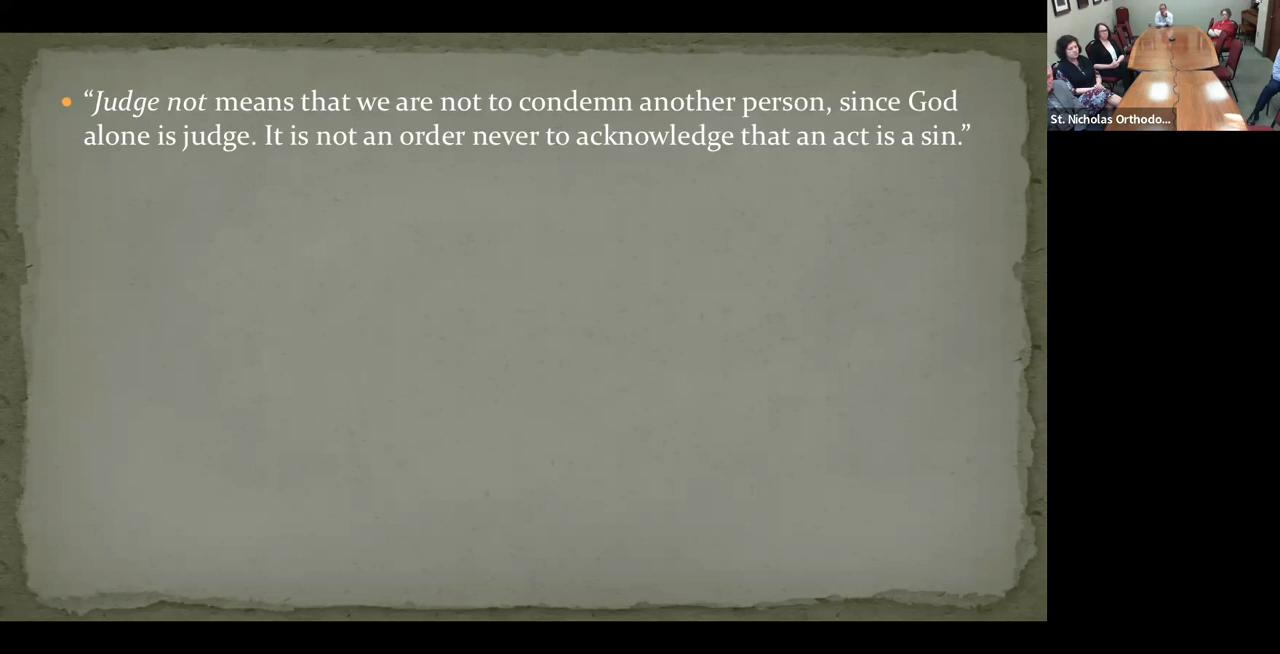 “Judge not means that we are not to condemn another person, since God
alone is judge. It is not an order never to acknowledge that an act is a sin.”
St. Nicholas Orthodo...